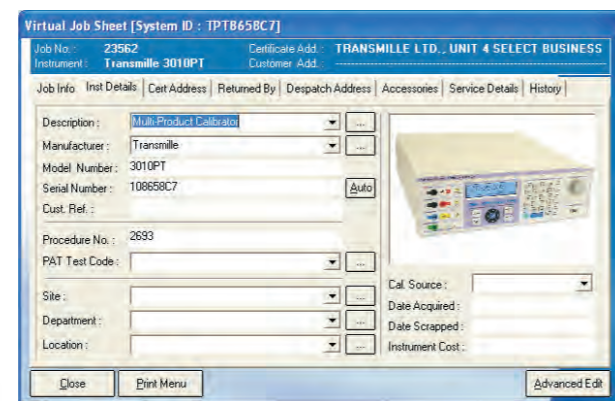 Virtual Job Sheet [System ID : TPT8658C7]
Job No. : 23562 Certificate Add. : TRANSMILLE LTD., UNIT 4 SELECT BUSINESS
Instrument : Transmille 3010PT Customer Add. : --------------------
Job Info Inst Details Cert Address Returned By Despatch Address Accessories Service Details History
Description : Multi-Product Calibrator ...
Manufacturer : Transmille ...
Model Number : 3010PT
Serial Number : 108658C7 Auto
Cust. Ref. :
Procedure No. : 2693
PAT Test Code : ...
Site : ...
Department : ...
Location : ...
Cal. Source :
Date Acquired :
Date Scrapped :
Instrument Cost :
Close Print Menu Advanced Edit